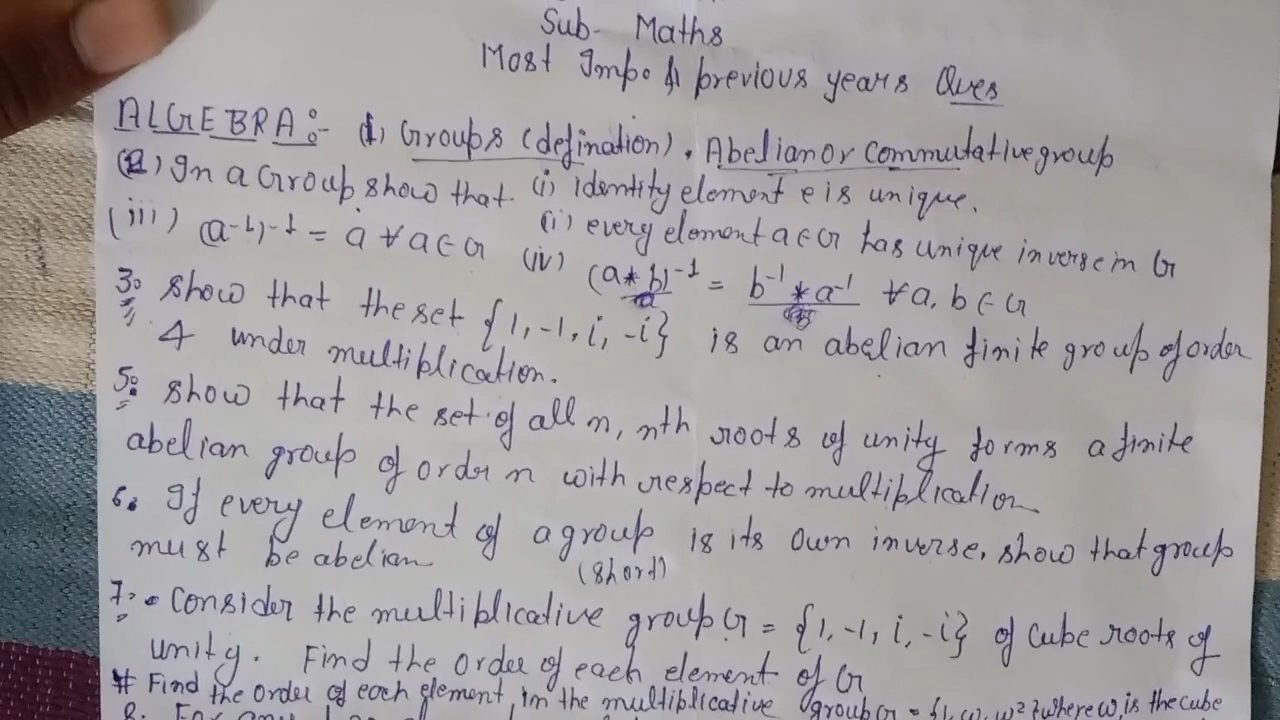 Sub- Maths
Most Impo & previous years Ques
ALGEBRA:- (1) Groups (defination). Abelian or commutative group
(2) In a Group show that (i) identity element e is unique.
(ii) every element a ∈ G has unique inverse in G
(iii) (a-1)-1 = a ∀ a ∈ G (iv) (a * b)-1 = b-1 * a-1 ∀ a, b ∈ G
3: show that the set {1, -1, i, -i} is an abelian finite group of order
4 under multiplication.
5: show that the set of all n, nth roots of unity forms a finite
abelian group of order n with respect to multiplication
6. If every element of a group is its own inverse, show that group
must be abelian (short)
7. Consider the multiplicative group G = {1, -1, i, -i} of cube roots of
unity. Find the order of each element of G
# Find the order of each element, in the multiplicative group G = {1, ω, ω2} where ω, is the cube
8. For any